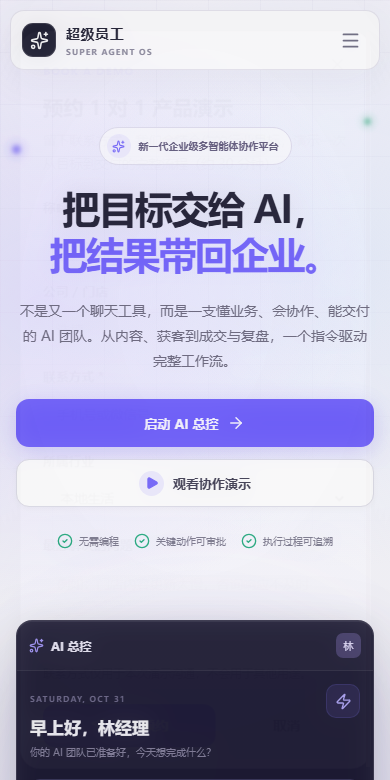 超级员工
SUPER AGENT OS
预约 1 对 1 产品演示
新一代企业级多智能体协作平台
把目标交给 AI，
把结果带回企业。
不是又一个聊天工具，而是一支懂业务、会协作、能交付
的 AI 团队。从内容、获客到成交与复盘，一个指令驱动
完整工作流。
启动 AI 总控
观看协作演示
无需编程
关键动作可审批
执行过程可追溯
AI 总控
林
SATURDAY, OCT 31
早上好，林经理
你的 AI 团队已准备好，今天想完成什么？